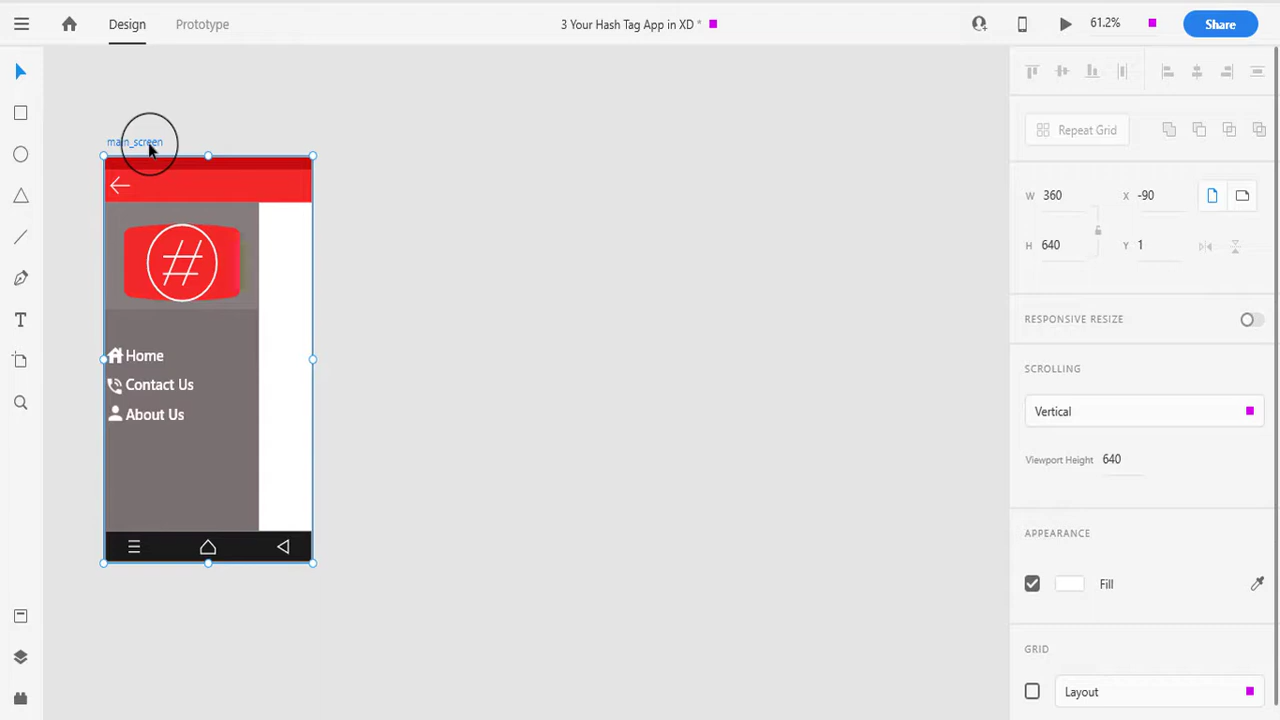 Design
Prototype
3 Your Hash Tag App in XD *
61.2%
Share
main_screen
#
Home
Contact Us
About Us
Repeat Grid
W 360
X -90
H 640
Y 1
RESPONSIVE RESIZE
SCROLLING
Vertical
Viewport Height 640
APPEARANCE
Fill
GRID
Layout
T